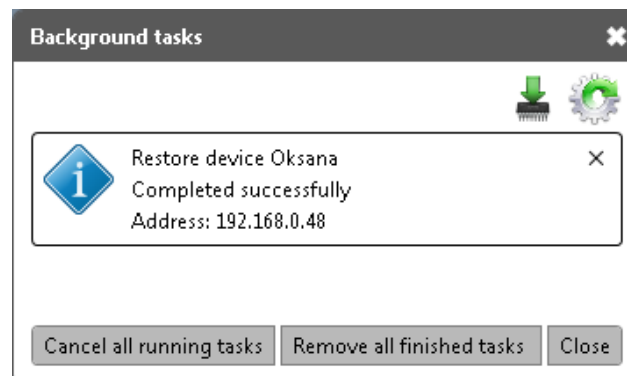 Background tasks
Restore device Oksana
Completed successfully
Address: 192.168.0.48
Cancel all running tasks
Remove all finished tasks
Close